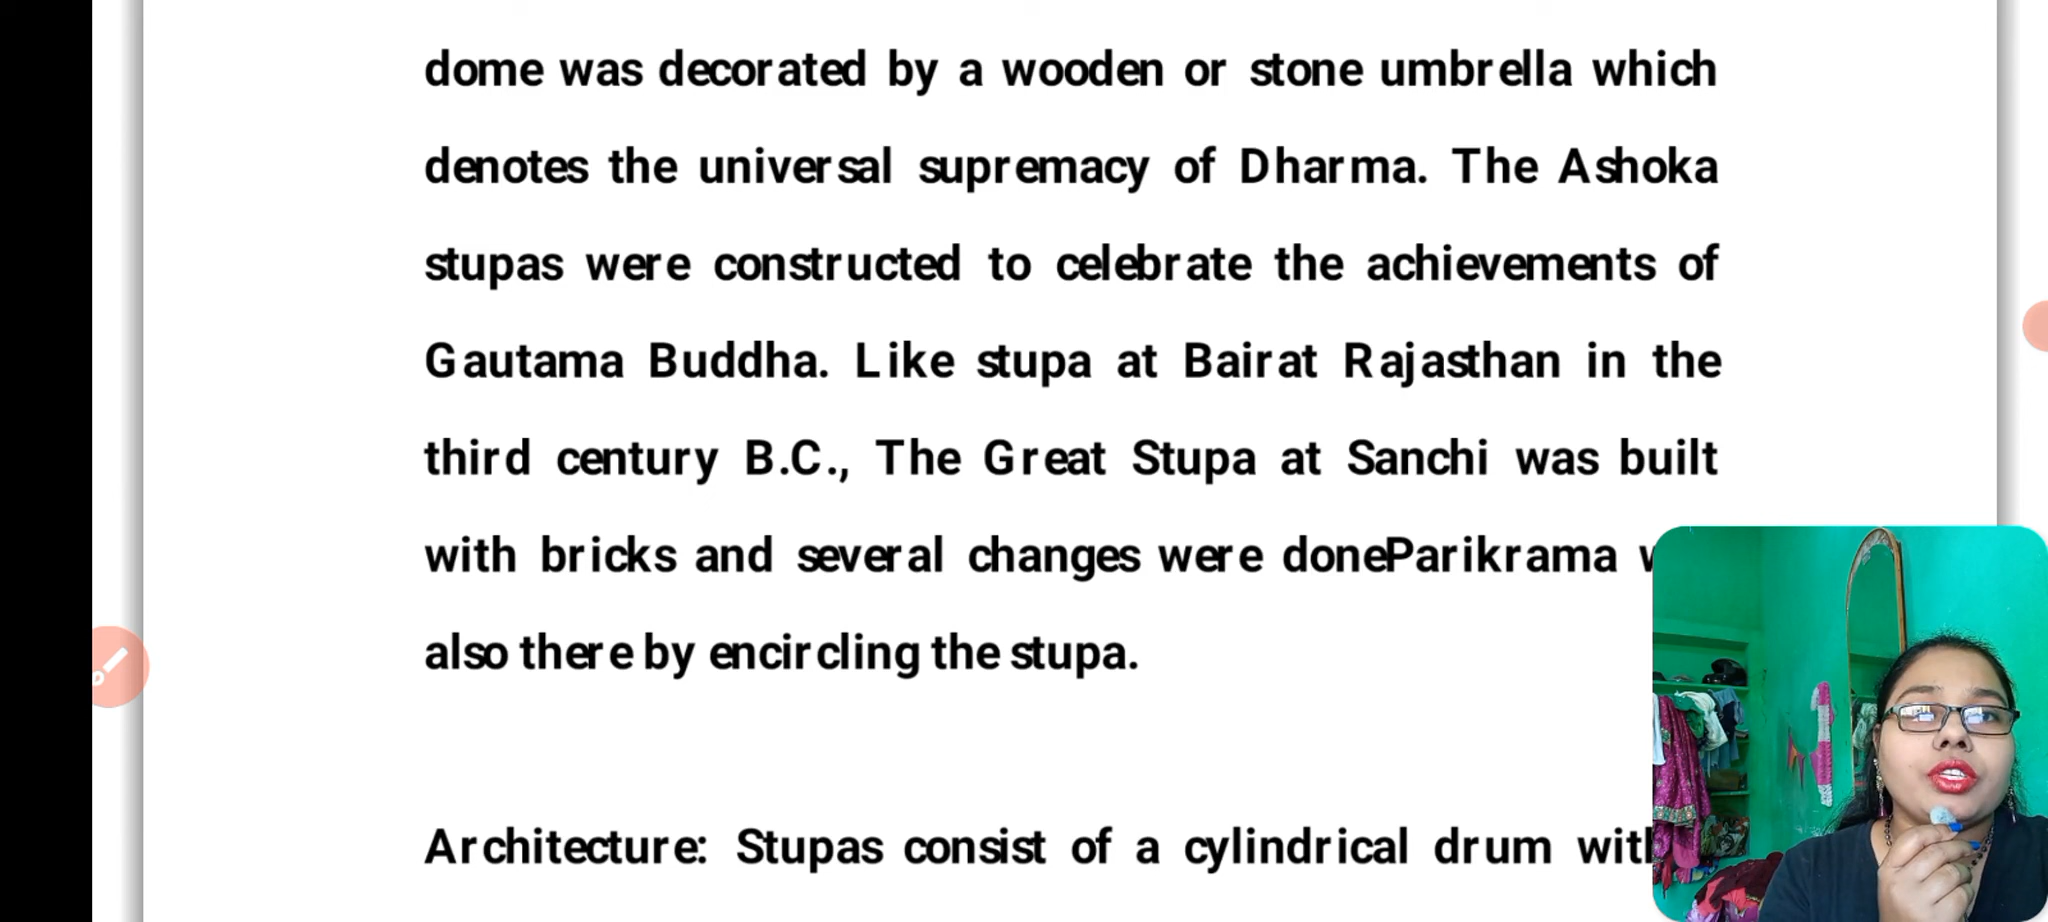 dome was decorated by a wooden or stone umbrella which
denotes the universal supremacy of Dharma. The Ashoka
stupas were constructed to celebrate the achievements of
Gautama Buddha. Like stupa at Bairat Rajasthan in the
third century B.C., The Great Stupa at Sanchi was built
with bricks and several changes were doneParikrama
also there by encircling the stupa.
Architecture: Stupas consist of a cylindrical drum with